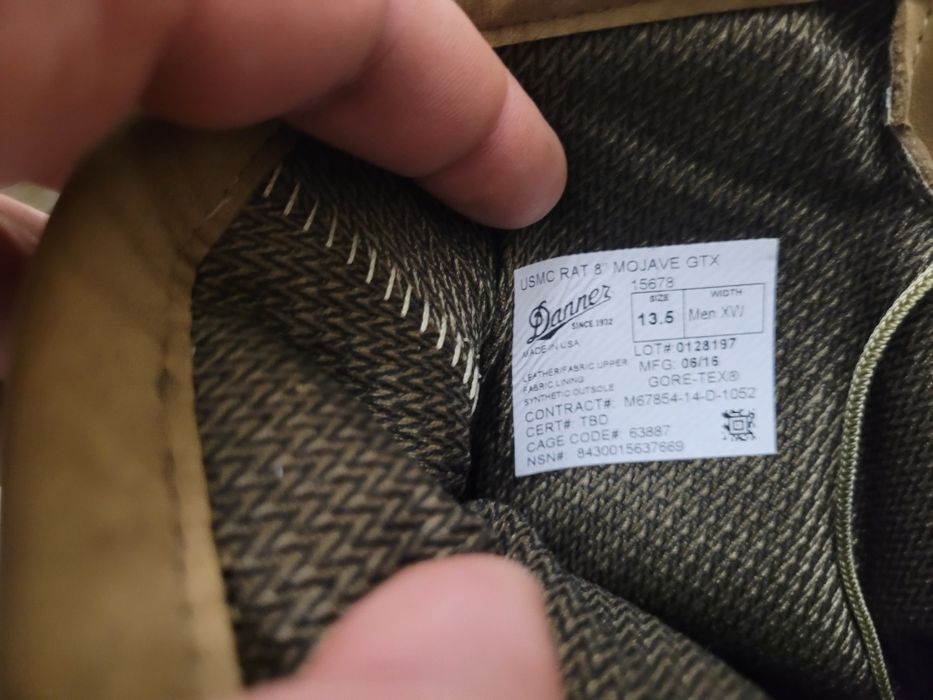 USMC RAT 8" MOJAVE GTX
15678
Danner
SINCE 1932
MADE IN USA
SIZE WIDTH
13.5 Men XW
LOT# 0128197
MFG: 06/16
LEATHER/FABRIC UPPER
FABRIC LINING
SYNTHETIC OUTSOLE
GORE-TEX®
CONTRACT#: M67854-14-D-1052
CERT# TBD
CAGE CODE# 63887
NSN# 8430015637669